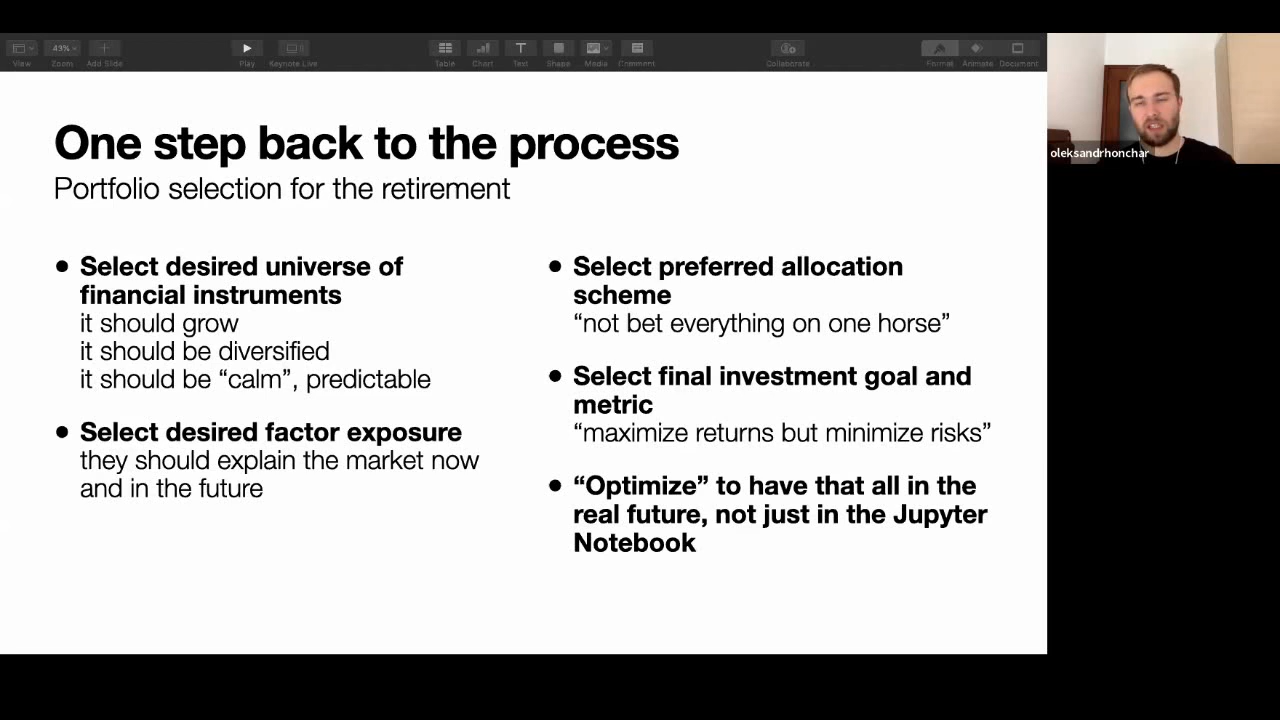 43%
View
Zoom
Add Slide
Play
Keynote Live
Table
Chart
Text
Shape
Media
Comment
Collaborate
Format
Animate
Document
oleksandrhonchar
One step back to the process
Portfolio selection for the retirement
• Select desired universe of
financial instruments
it should grow
it should be diversified
it should be “calm”, predictable
• Select desired factor exposure
they should explain the market now
and in the future
• Select preferred allocation
scheme
“not bet everything on one horse”
• Select final investment goal and
metric
“maximize returns but minimize risks”
• “Optimize” to have that all in the
real future, not just in the Jupyter
Notebook